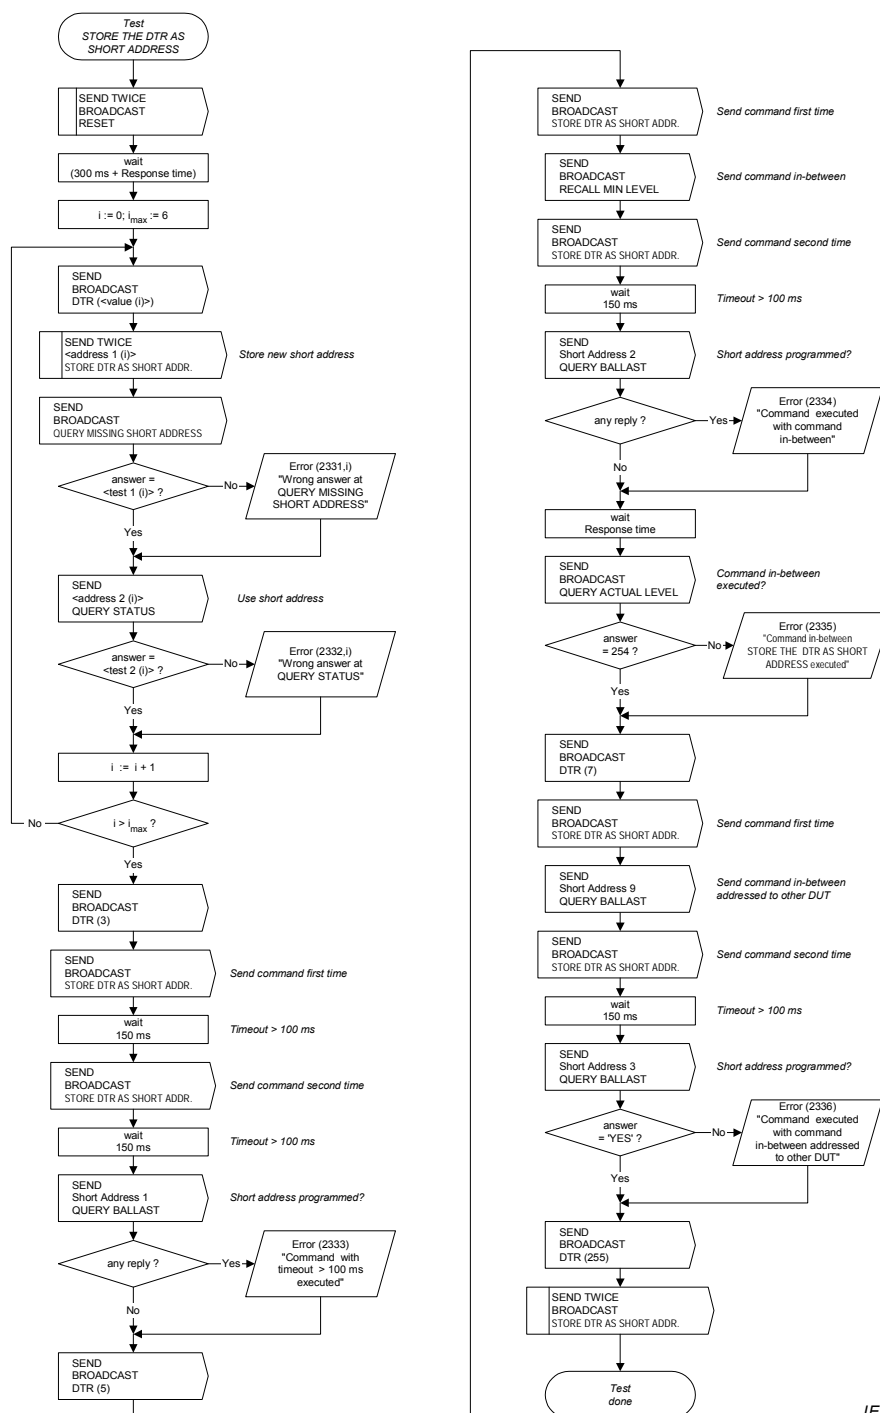 Test
STORE THE DTR AS
SHORT ADDRESS
SEND TWICE
BROADCAST
RESET
wait
(300 ms + Response time)
i := 0; imax := 6
SEND
BROADCAST
DTR (<value (i)>)
SEND TWICE
<address 1 (i)>
STORE DTR AS SHORT ADDR.
Store new short address
SEND
BROADCAST
QUERY MISSING SHORT ADDRESS
answer =
<test 1 (i)> ?
No
Error (2331,i)
"Wrong answer at
QUERY MISSING
SHORT ADDRESS"
Yes
SEND
<address 2 (i)>
QUERY STATUS
Use short address
answer =
<test 2 (i)> ?
No
Error (2332,i)
"Wrong answer at
QUERY STATUS"
Yes
i := i + 1
i > imax ?
No
Yes
SEND
BROADCAST
DTR (3)
SEND
BROADCAST
STORE DTR AS SHORT ADDR.
Send command first time
wait
150 ms
Timeout > 100 ms
SEND
BROADCAST
STORE DTR AS SHORT ADDR.
Send command second time
wait
150 ms
Timeout > 100 ms
SEND
Short Address 1
QUERY BALLAST
Short address programmed?
any reply ?
Yes
Error (2333)
"Command with
timeout > 100 ms
executed"
No
SEND
BROADCAST
DTR (5)
SEND
BROADCAST
STORE DTR AS SHORT ADDR.
Send command first time
SEND
BROADCAST
RECALL MIN LEVEL
Send command in-between
SEND
BROADCAST
STORE DTR AS SHORT ADDR.
Send command second time
wait
150 ms
Timeout > 100 ms
SEND
Short Address 2
QUERY BALLAST
Short address programmed?
any reply ?
Yes
Error (2334)
"Command executed
with command
in-between"
No
wait
Response time
SEND
BROADCAST
QUERY ACTUAL LEVEL
Command in-between
executed?
answer
= 254 ?
No
Error (2335)
"Command in-between
STORE THE DTR AS SHORT
ADDRESS executed"
Yes
SEND
BROADCAST
DTR (7)
SEND
BROADCAST
STORE DTR AS SHORT ADDR.
Send command first time
SEND
Short Address 9
QUERY BALLAST
Send command in-between
addressed to other DUT
SEND
BROADCAST
STORE DTR AS SHORT ADDR.
Send command second time
wait
150 ms
Timeout > 100 ms
SEND
Short Address 3
QUERY BALLAST
Short address programmed?
answer
= 'YES' ?
No
Error (2336)
"Command executed
with command
in-between addressed
to other DUT"
Yes
SEND
BROADCAST
DTR (255)
SEND TWICE
BROADCAST
STORE DTR AS SHORT ADDR.
Test
done